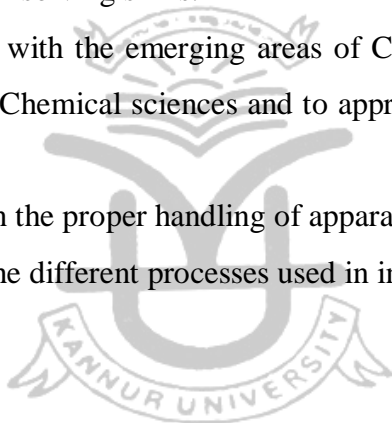 with the emerging areas of C
Chemical sciences and to appr
the proper handling of appara
he different processes used in i
KANNUR UNIVERSITY